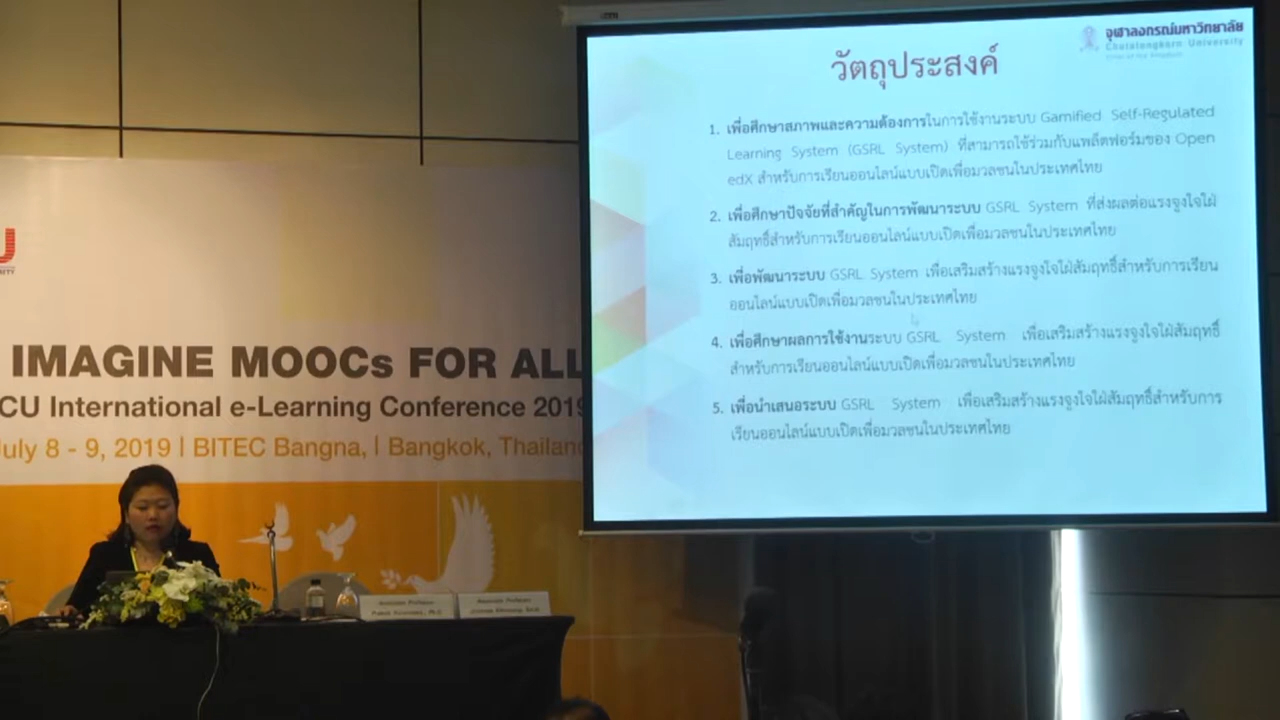 จุฬาลงกรณ์มหาวิทยาลัย
Chulalongkorn University
วัตถุประสงค์
1. เพื่อศึกษาสภาพและความต้องการในการใช้งานระบบ Gamified Self-Regulated
Learning System (GSRL System) ที่สามารถใช้ร่วมกับแพล็ตฟอร์มของ Open
edX สำหรับการเรียนออนไลน์แบบเปิดเพื่อมวลชนในประเทศไทย
2. เพื่อศึกษาปัจจัยที่สำคัญในการพัฒนาระบบ GSRL System ที่ส่งผลต่อแรงจูงใจใฝ่
สัมฤทธิ์สำหรับการเรียนออนไลน์แบบเปิดเพื่อมวลชนในประเทศไทย
3. เพื่อพัฒนาระบบ GSRL System เพื่อเสริมสร้างแรงจูงใจใฝ่สัมฤทธิ์สำหรับการเรียน
ออนไลน์แบบเปิดเพื่อมวลชนในประเทศไทย
4. เพื่อศึกษาผลการใช้งานระบบ GSRL System เพื่อเสริมสร้างแรงจูงใจใฝ่สัมฤทธิ์
สำหรับการเรียนออนไลน์แบบเปิดเพื่อมวลชนในประเทศไทย
5. เพื่อนำเสนอระบบ GSRL System เพื่อเสริมสร้างแรงจูงใจใฝ่สัมฤทธิ์สำหรับการ
เรียนออนไลน์แบบเปิดเพื่อมวลชนในประเทศไทย
IMAGINE MOOCs FOR ALL
CU International e-Learning Conference 2019
July 8 - 9, 2019 | BITEC Bangna, | Bangkok, Thailand